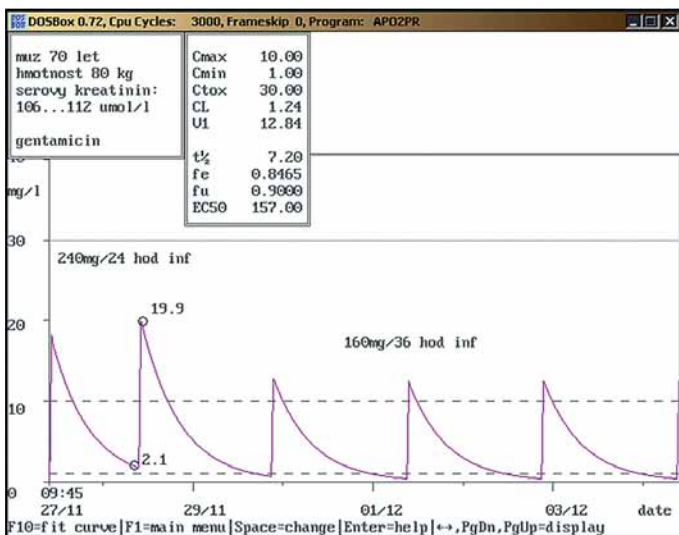 DOSBox 0.72, Cpu Cycles: 3000, Frameskip 0, Program: APO2PR
muz 70 let
hmotnost 80 kg
serovy kreatinin:
106...112 umol/l
gentamicin
Cmax 10.00
Cmin 1.00
Ctox 30.00
CL 1.24
V1 12.84
t½ 7.20
fe 0.8465
fu 0.9000
EC50 157.00
mg/l
30
240mg/24 hod inf
20
19.9
160mg/36 hod inf
10
2.1
0 09:45
27/11 29/11 01/12 03/12 date
F10=fit curve|F1=main menu|Space=change|Enter=help|↔,PgDn,PgUp=display